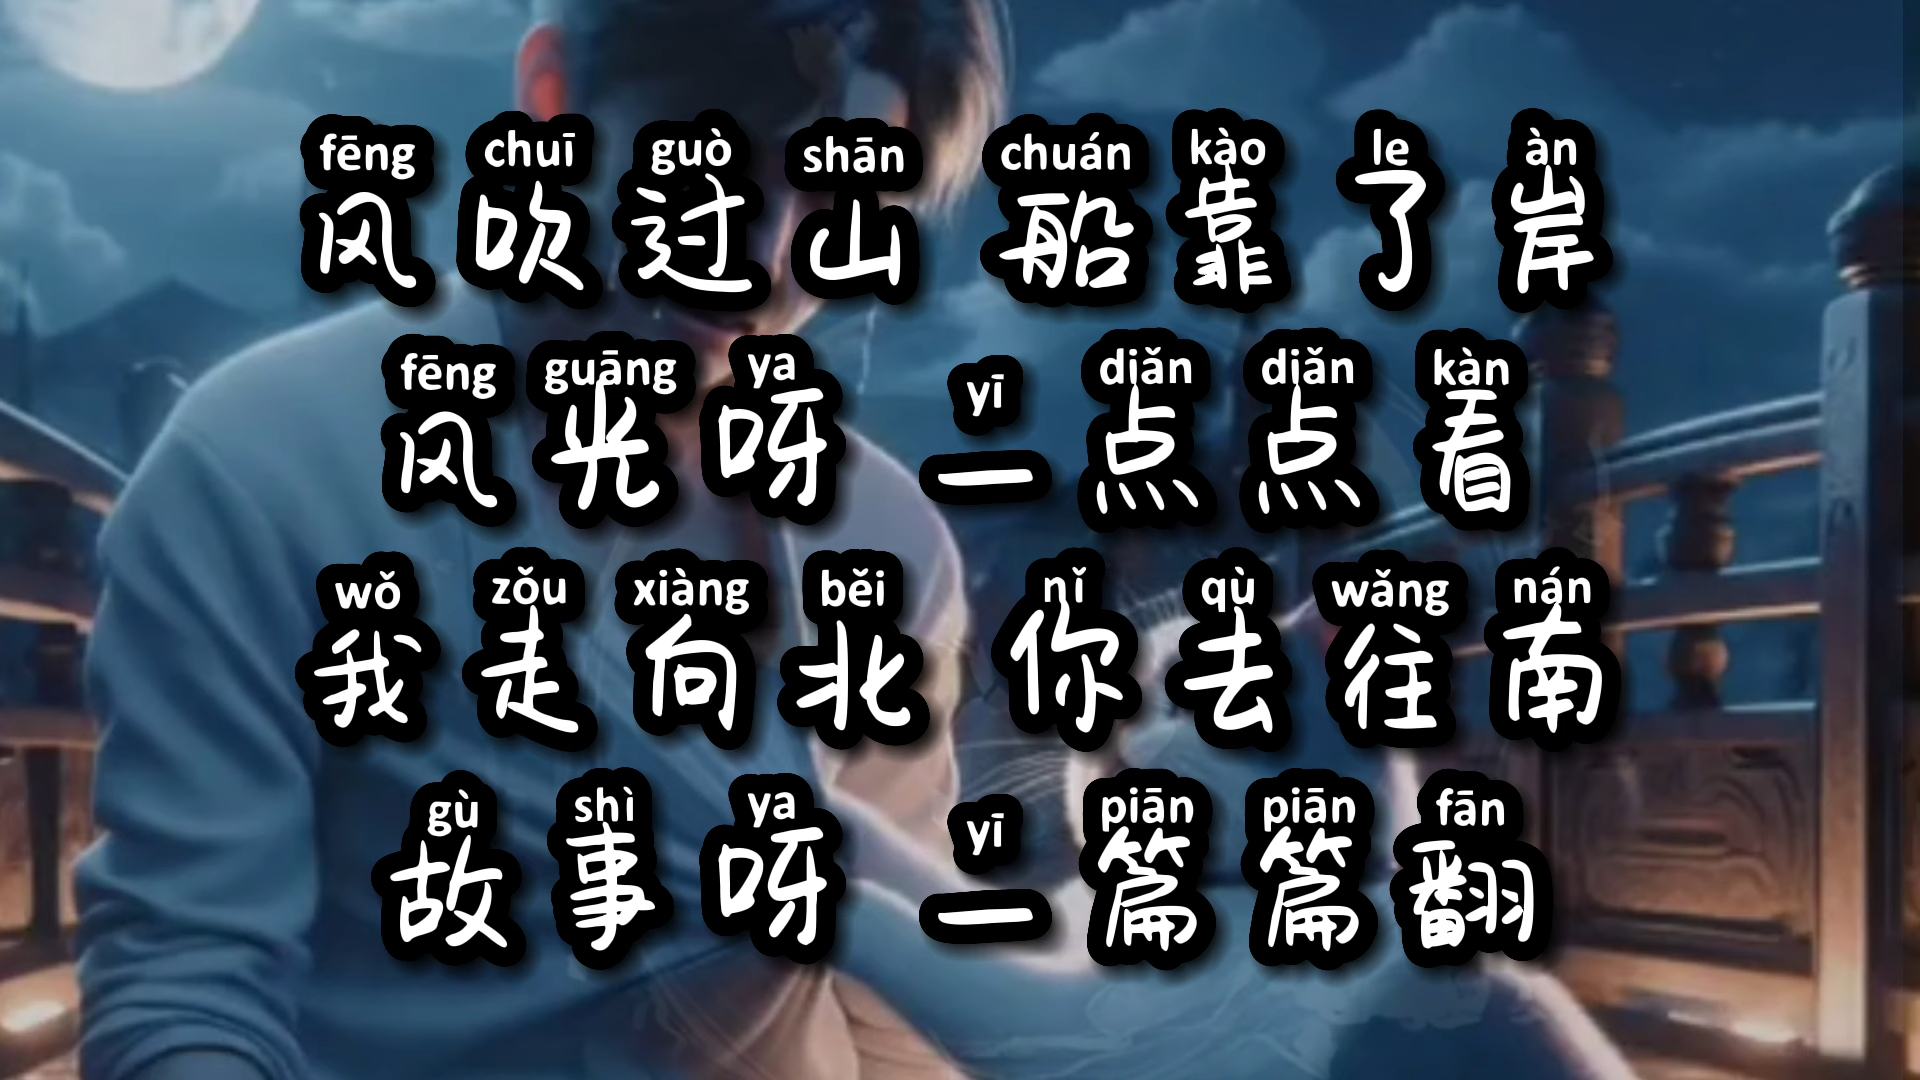 fēng chuī guò shān chuán kào le àn
风吹过山 船靠了岸
fēng guāng ya yī diǎn diǎn kàn
风光呀 一点点看
wǒ zǒu xiàng běi nǐ qù wǎng nán
我走向北 你去往南
gù shì ya yī piān piān fān
故事呀 一篇篇翻